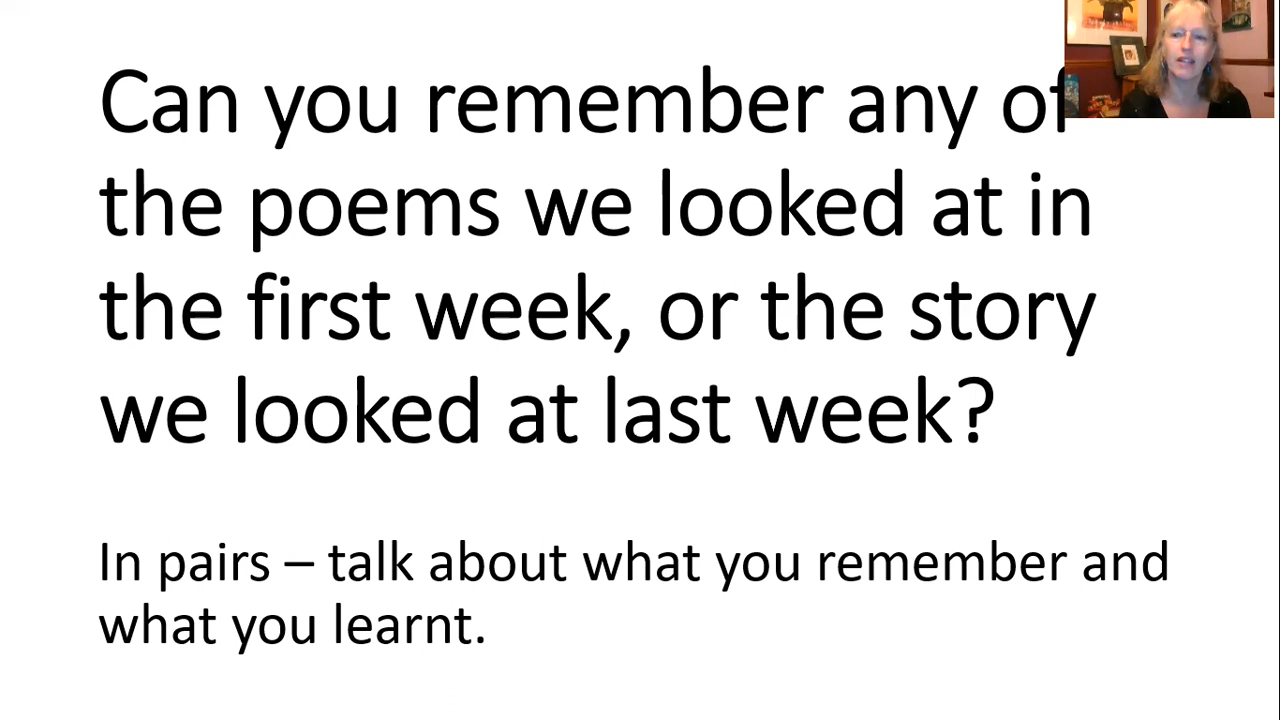 Can you remember any of
the poems we looked at in
the first week, or the story
we looked at last week?
In pairs – talk about what you remember and
what you learnt.